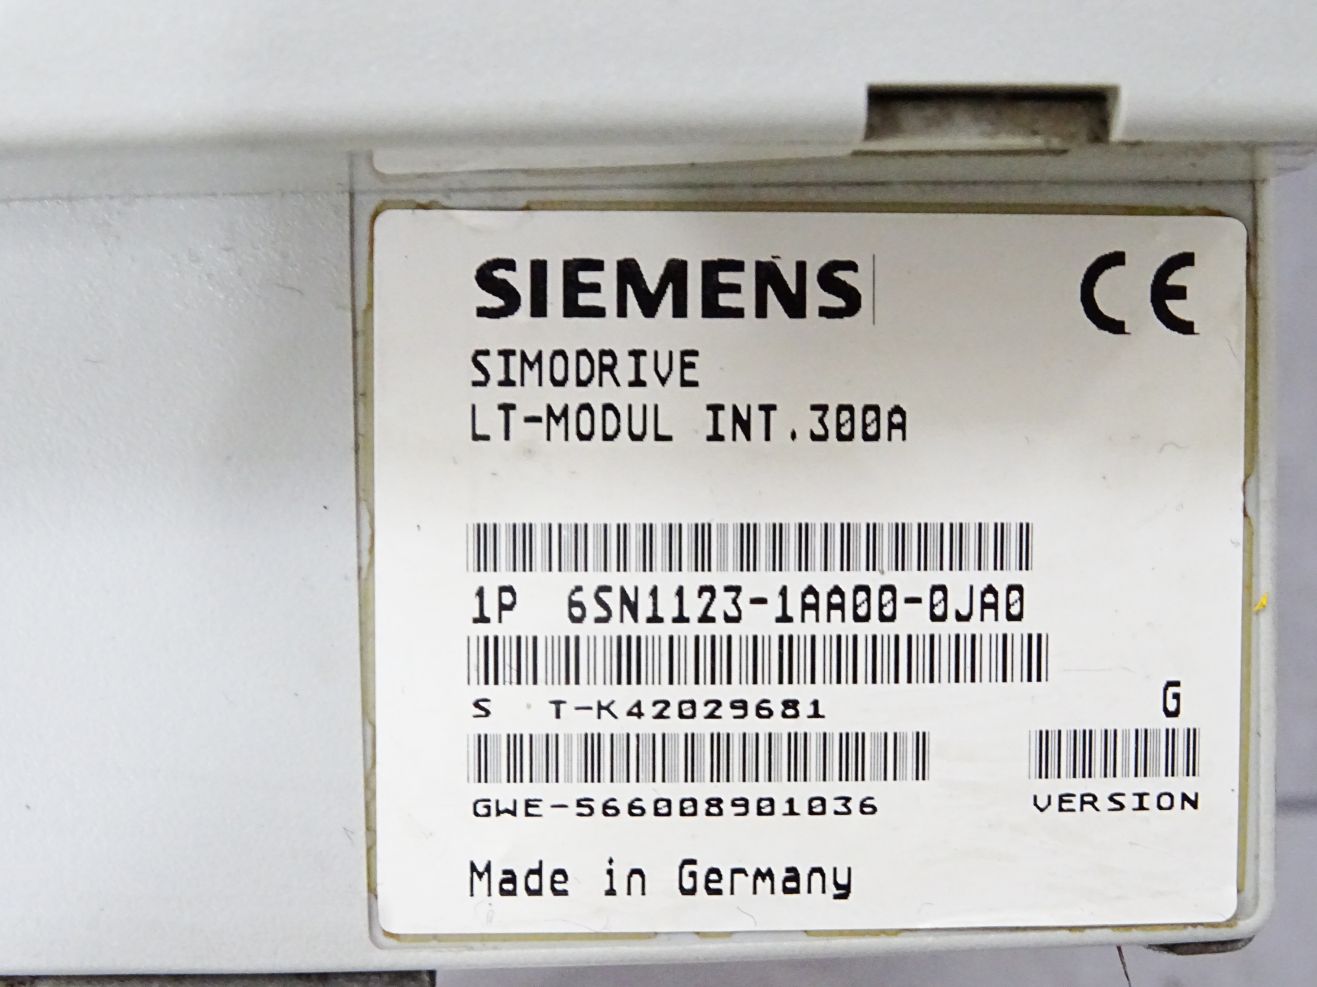 SIEMENS
CE
SIMODRIVE
LT-MODUL INT.300A
1P 6SN1123-1AA00-0JA0
S T-K42029681
G
GWE-566008901036
VERSION
Made in Germany